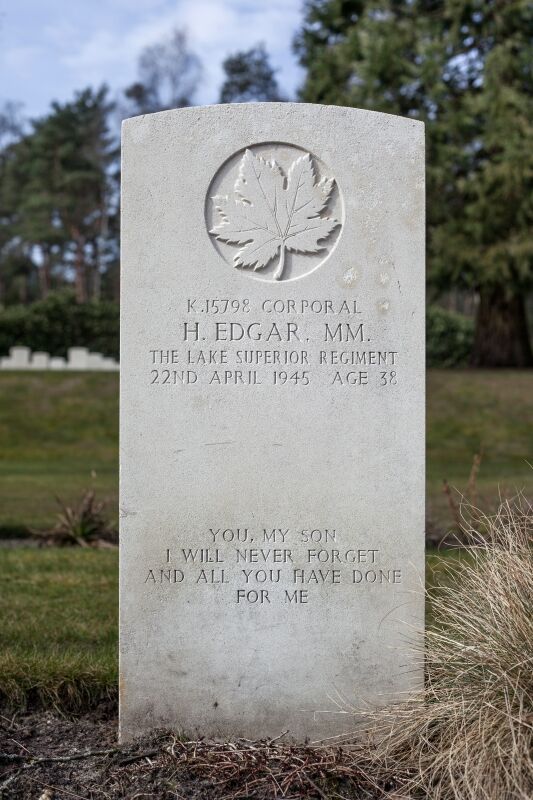 K.15798 CORPORAL
H. EDGAR, MM.
THE LAKE SUPERIOR REGIMENT
22ND APRIL 1945 AGE 38
YOU, MY SON
I WILL NEVER FORGET
AND ALL YOU HAVE DONE
FOR ME